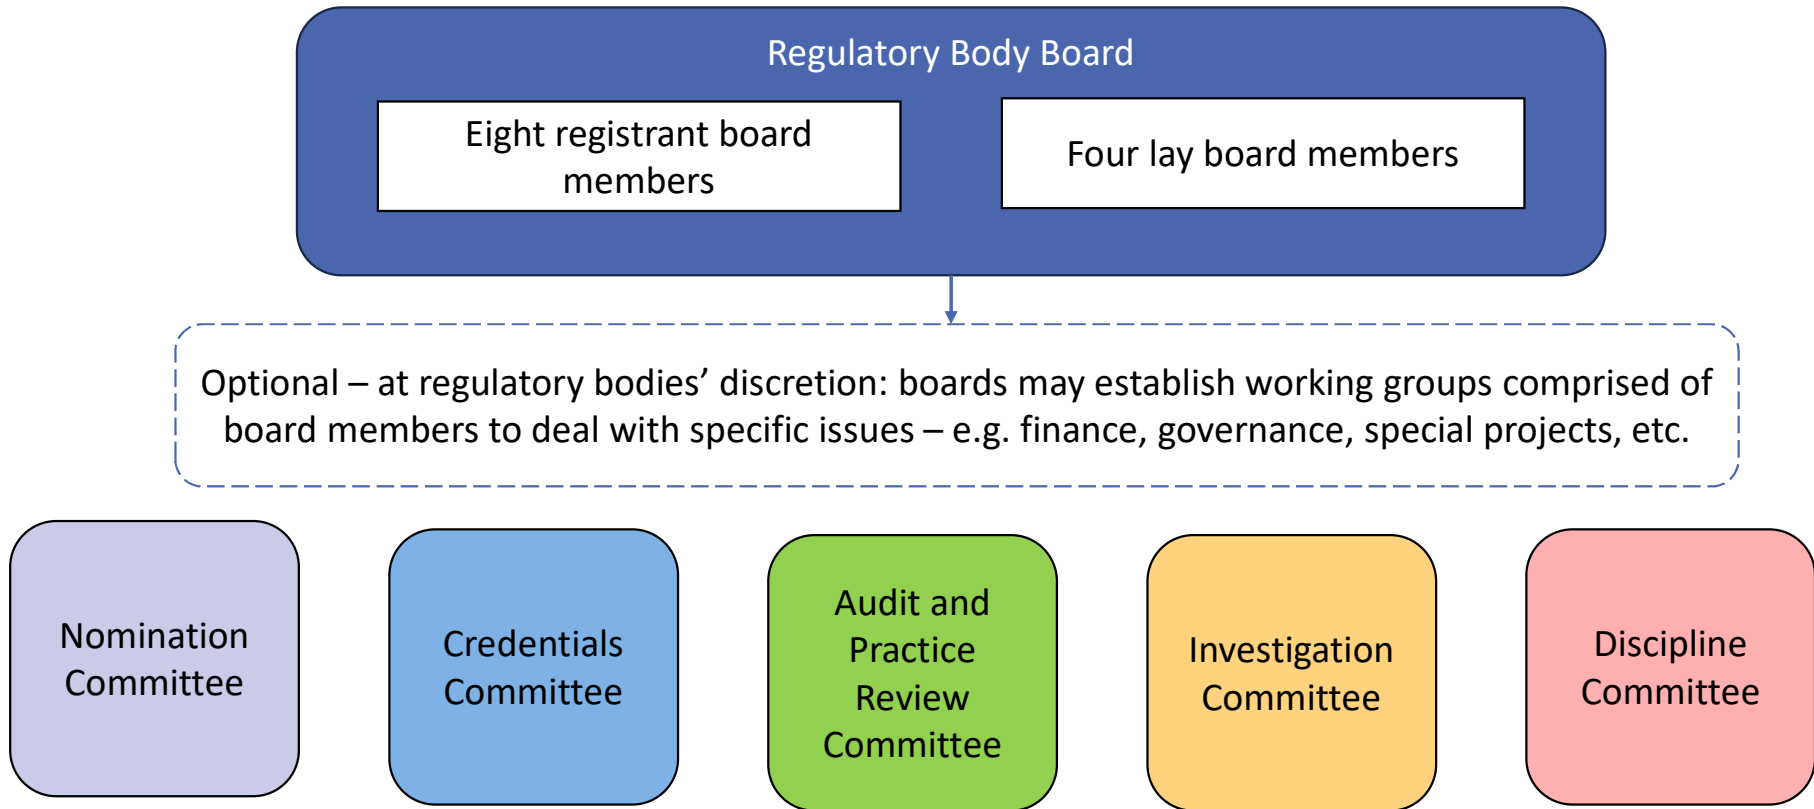 Regulatory Body Board
Eight registrant board
members
Four lay board members
Optional – at regulatory bodies’ discretion: boards may establish working groups comprised of
board members to deal with specific issues – e.g. finance, governance, special projects, etc.
Nomination
Committee
Credentials
Committee
Audit and
Practice
Review
Committee
Investigation
Committee
Discipline
Committee